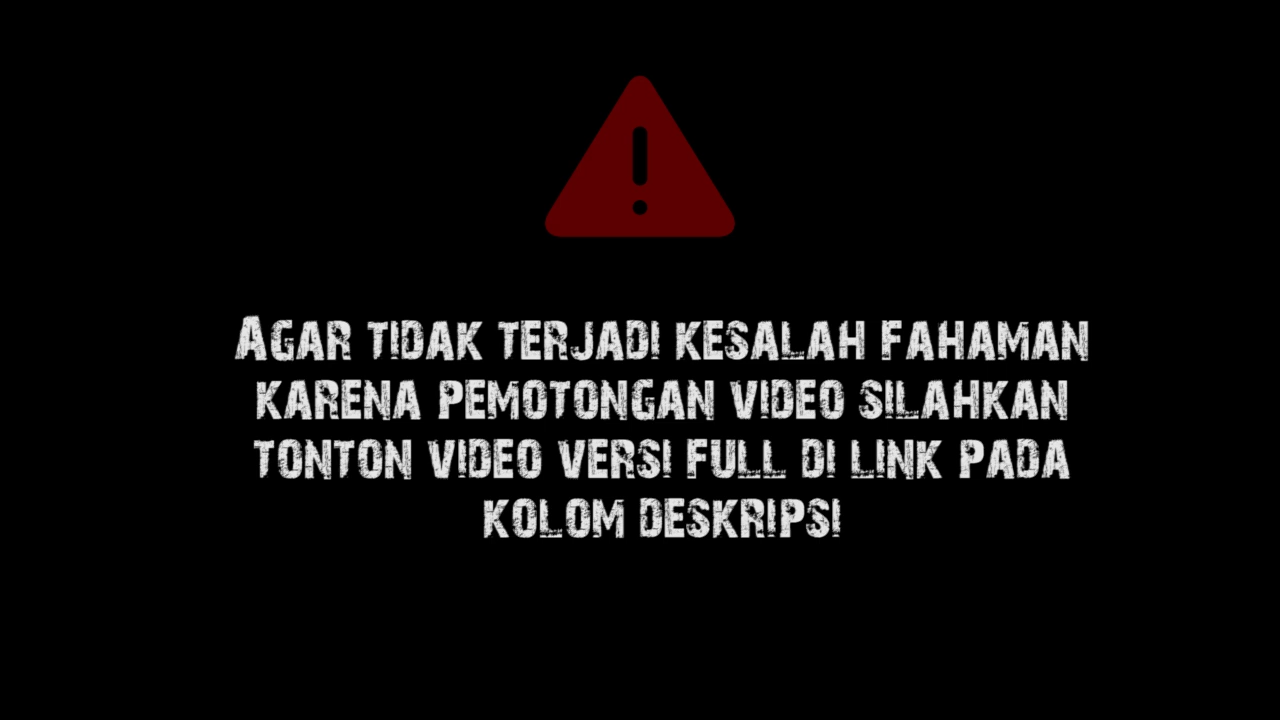 Agar tidak terjadi kesalah fahaman
karena pemotongan video silahkan
tonton video versi full di link pada
kolom deskripsi